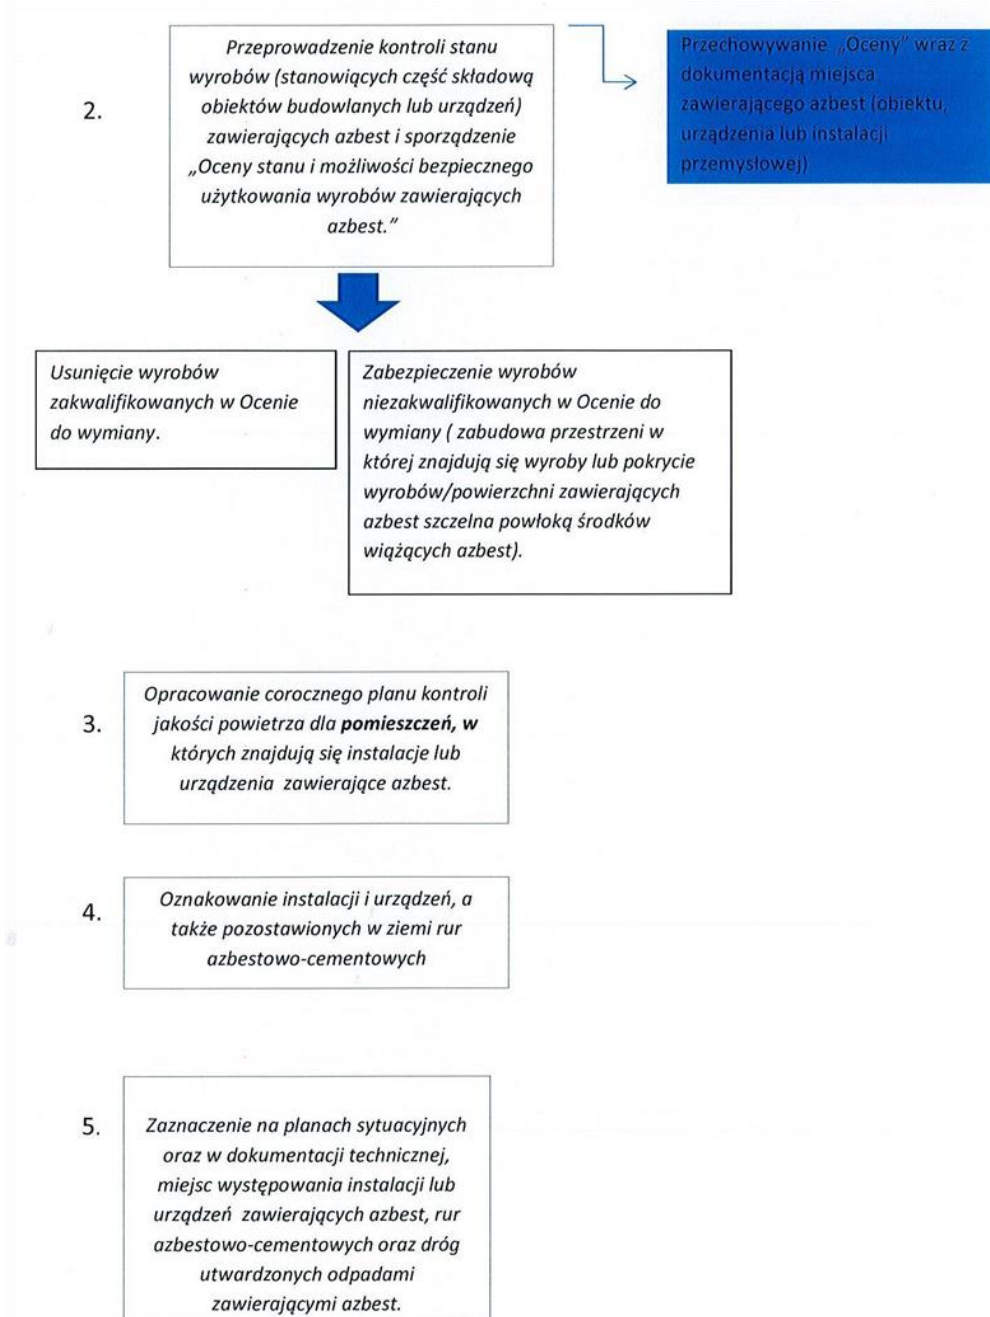 2.
Przeprowadzenie kontroli stanu
wyrobów (stanowiących część składową
obiektów budowlanych lub urządzeń)
zawierających azbest i sporządzenie
„Oceny stanu i możliwości bezpiecznego
użytkowania wyrobów zawierających
azbest.”
Przechowywanie „Oceny” wraz z
dokumentacją miejsca
zawierającego azbest (obiektu,
urządzenia lub instalacji
przemysłowej)
Usunięcie wyrobów
zakwalifikowanych w Ocenie
do wymiany.
Zabezpieczenie wyrobów
niezakwalifikowanych w Ocenie do
wymiany ( zabudowa przestrzeni w
której znajdują się wyroby lub pokrycie
wyrobów/powierzchni zawierających
azbest szczelna powłoką środków
wiążących azbest).
3.
Opracowanie corocznego planu kontroli
jakości powietrza dla pomieszczeń, w
których znajdują się instalacje lub
urządzenia zawierające azbest.
4.
Oznakowanie instalacji i urządzeń, a
także pozostawionych w ziemi rur
azbestowo-cementowych
5.
Zaznaczenie na planach sytuacyjnych
oraz w dokumentacji technicznej,
miejsc występowania instalacji lub
urządzeń zawierających azbest, rur
azbestowo-cementowych oraz dróg
utwardzonych odpadami
zawierającymi azbest.